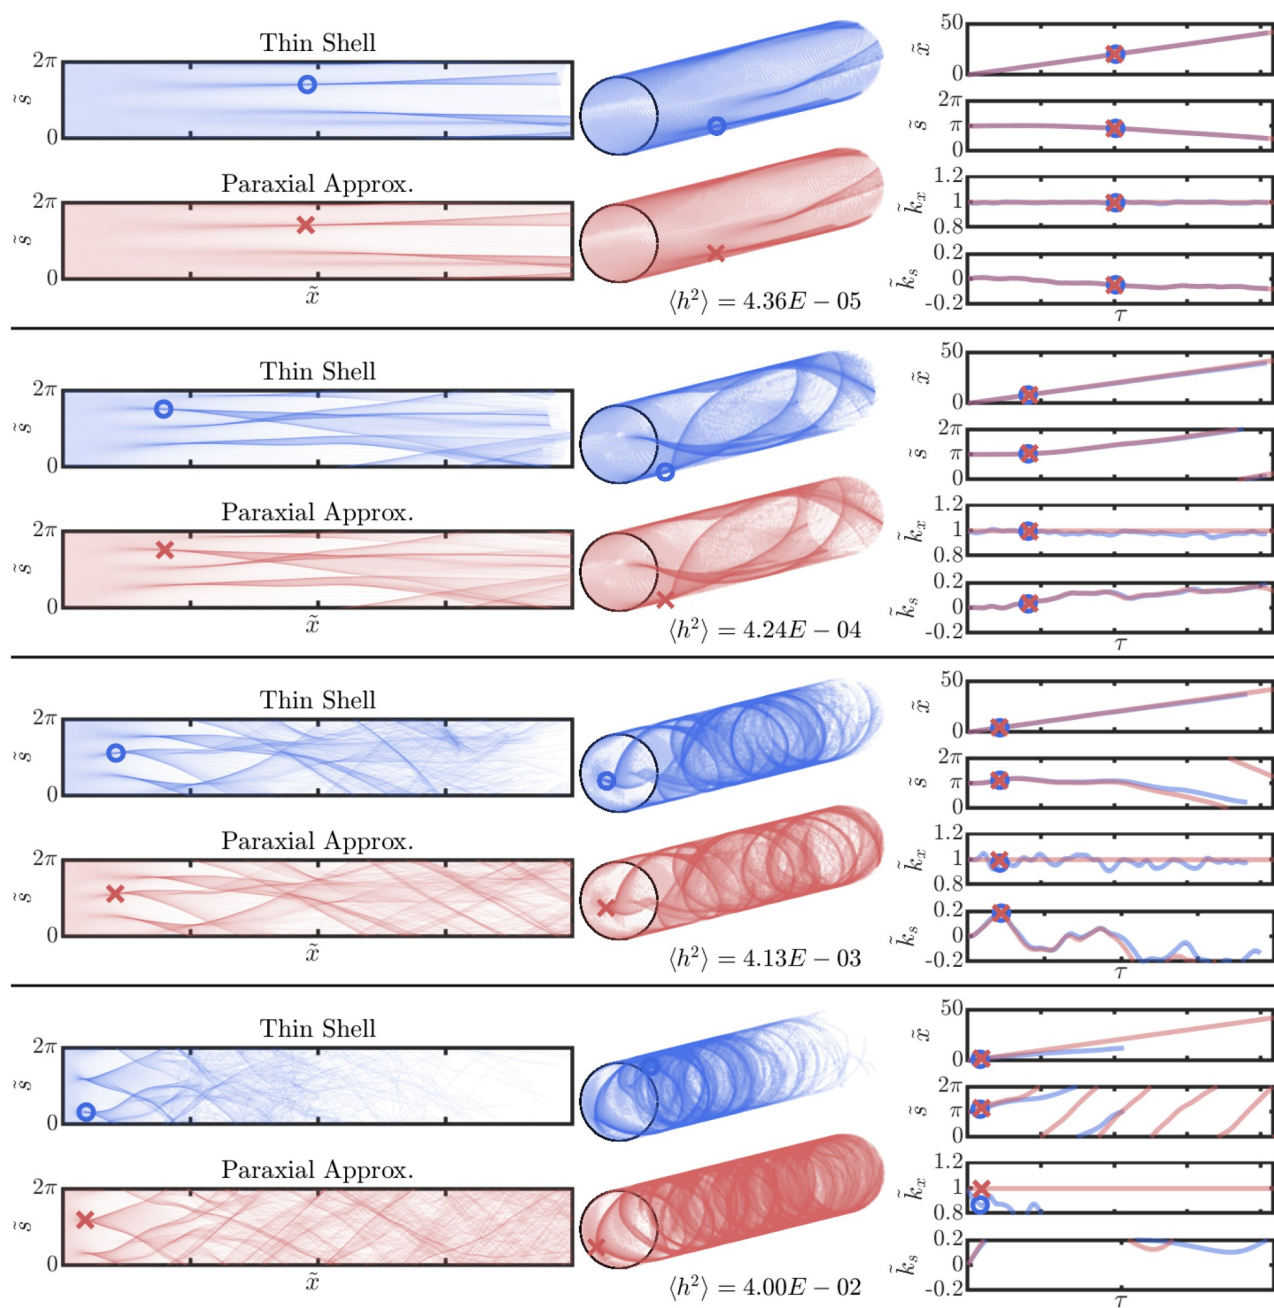 Thin Shell
2π
s̃
0
Paraxial Approx.
2π
s̃
0
x̃
⟨h²⟩ = 4.36E − 05
50
x̃
0
2π
s̃ π
0
1.2
k̃ₓ 1
0.8
0.2
k̃ₛ 0
-0.2
τ
Thin Shell
2π
s̃
0
Paraxial Approx.
2π
s̃
0
x̃
⟨h²⟩ = 4.24E − 04
50
x̃
0
2π
s̃ π
0
1.2
k̃ₓ 1
0.8
0.2
k̃ₛ 0
-0.2
τ
Thin Shell
2π
s̃
0
Paraxial Approx.
2π
s̃
0
x̃
⟨h²⟩ = 4.13E − 03
50
x̃
0
2π
s̃ π
0
1.2
k̃ₓ 1
0.8
0.2
k̃ₛ 0
-0.2
τ
Thin Shell
2π
s̃
0
Paraxial Approx.
2π
s̃
0
x̃
⟨h²⟩ = 4.00E − 02
50
x̃
0
2π
s̃ π
0
1.2
k̃ₓ 1
0.8
0.2
k̃ₛ 0
-0.2
τ